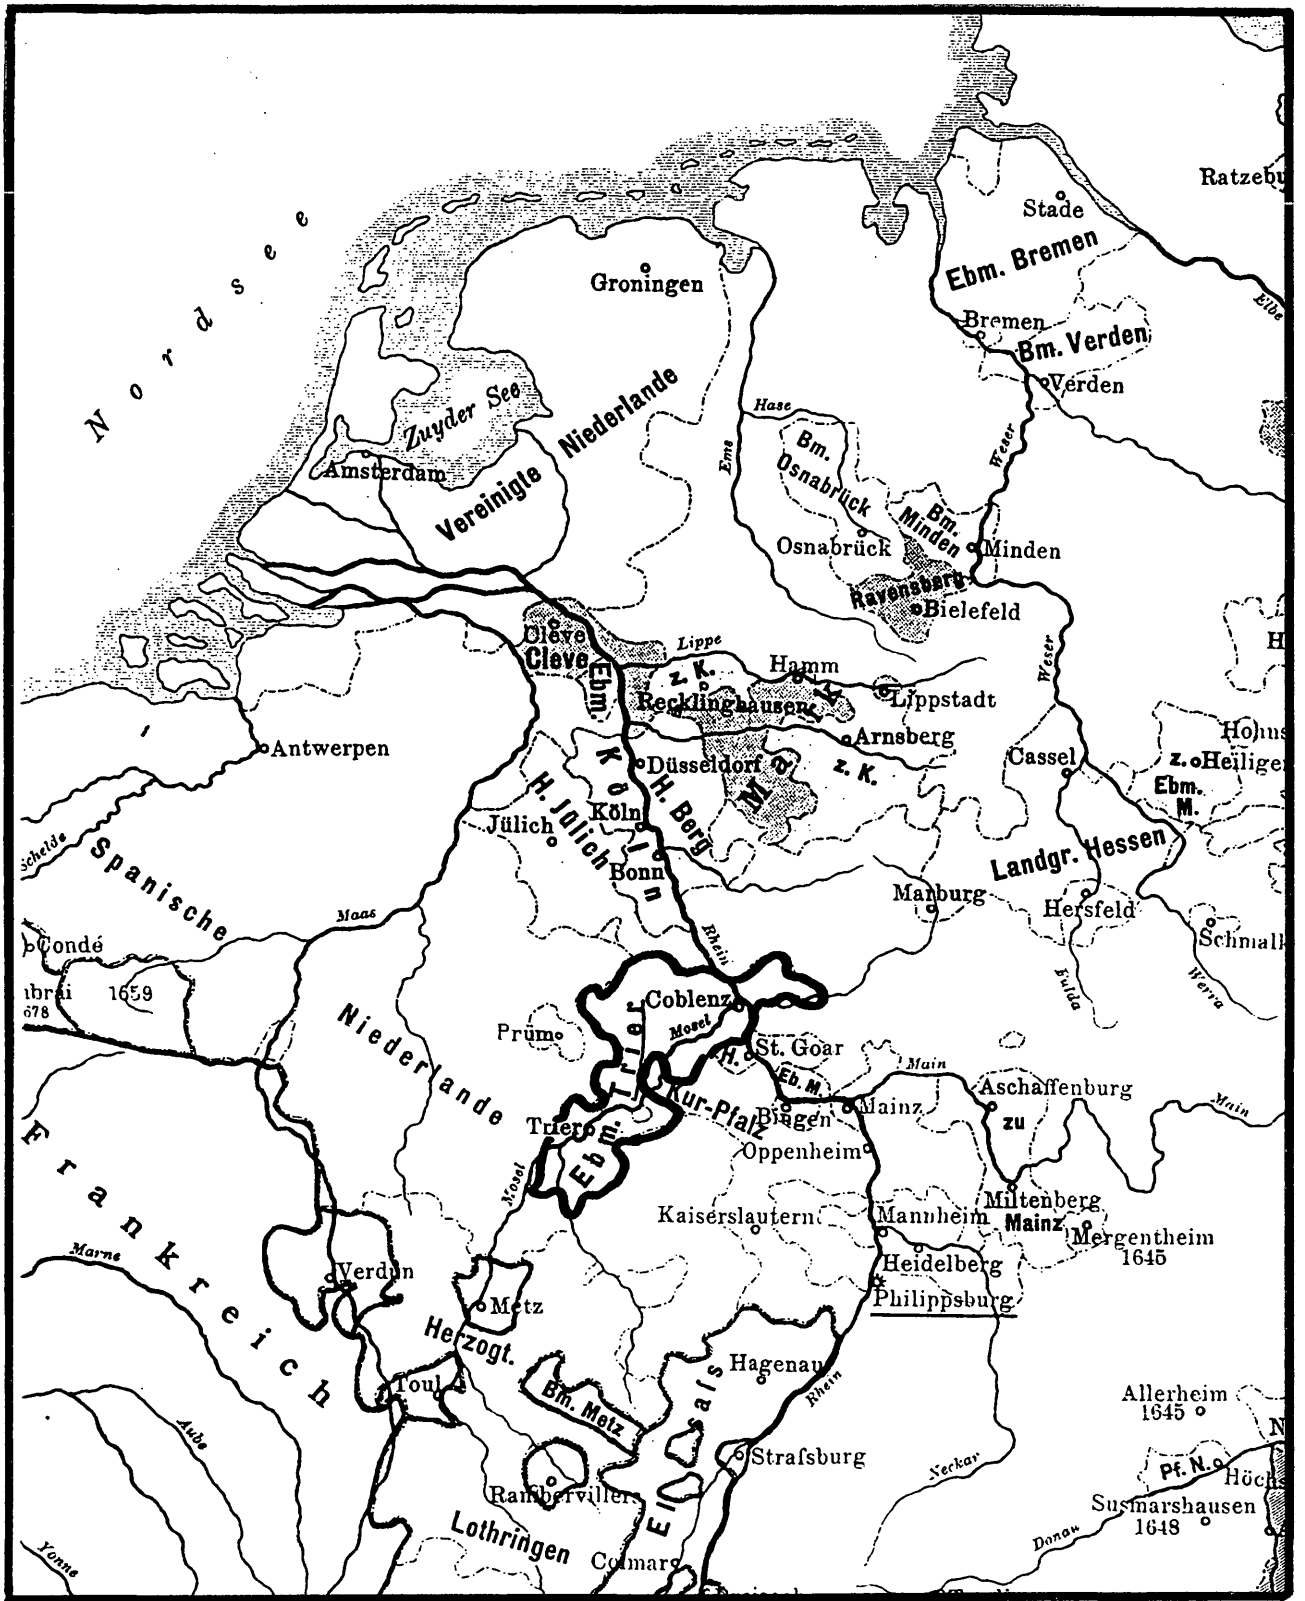 Nordsee
Ratzebu
Stade
Ebm. Bremen
Groningen
Elbe
Bremen
Bm. Verden
Verden
Zuyder See
Vereinigte Niederlande
Hase
Ems
Weser
Amsterdam
Bm.
Osnabrück
Bm.
Minden
Osnabrück
Minden
Ravensberg
Bielefeld
Cleve
Cleve
Lippe
Weser
H
z. K.
Hamm
Recklinghausen
Lippstadt
Mark
Ebm. Köln
Antwerpen
Arnsberg
Hohns
Düsseldorf
z. K.
Cassel
z. Heiligen
Ebm.
M.
H. Jülich
H. Berg
Köln
Jülich
Schelde
Spanische
Landgr. Hessen
Bonn
Marburg
Hersfeld
Maas
Condé
Rhein
Schmalk
Fulda
Werra
1659
678
Coblenz
Niederlande
Prüm
Mosel
Ebm. Trier
H.
St. Goar
Eb. M.
Main
Aschaffenburg
Main
Kur-Pfalz
Bingen
Mainz
zu
Trier
Oppenheim
Mosel
Frankreich
Miltenberg
Kaiserslautern
Mannheim
Mainz
Mergentheim
1645
Marne
Verdun
Heidelberg
Metz
Philippsburg
Herzogt.
Hagenau
Toul
Bm. Metz
Elsaſs
Rhein
Allerheim
1645
Aube
N
Straſsburg
Neckar
Pf. N.
Höchs
Rambervillers
Susmarshausen
1648
Lothringen
Donau
Yonne
Colmar